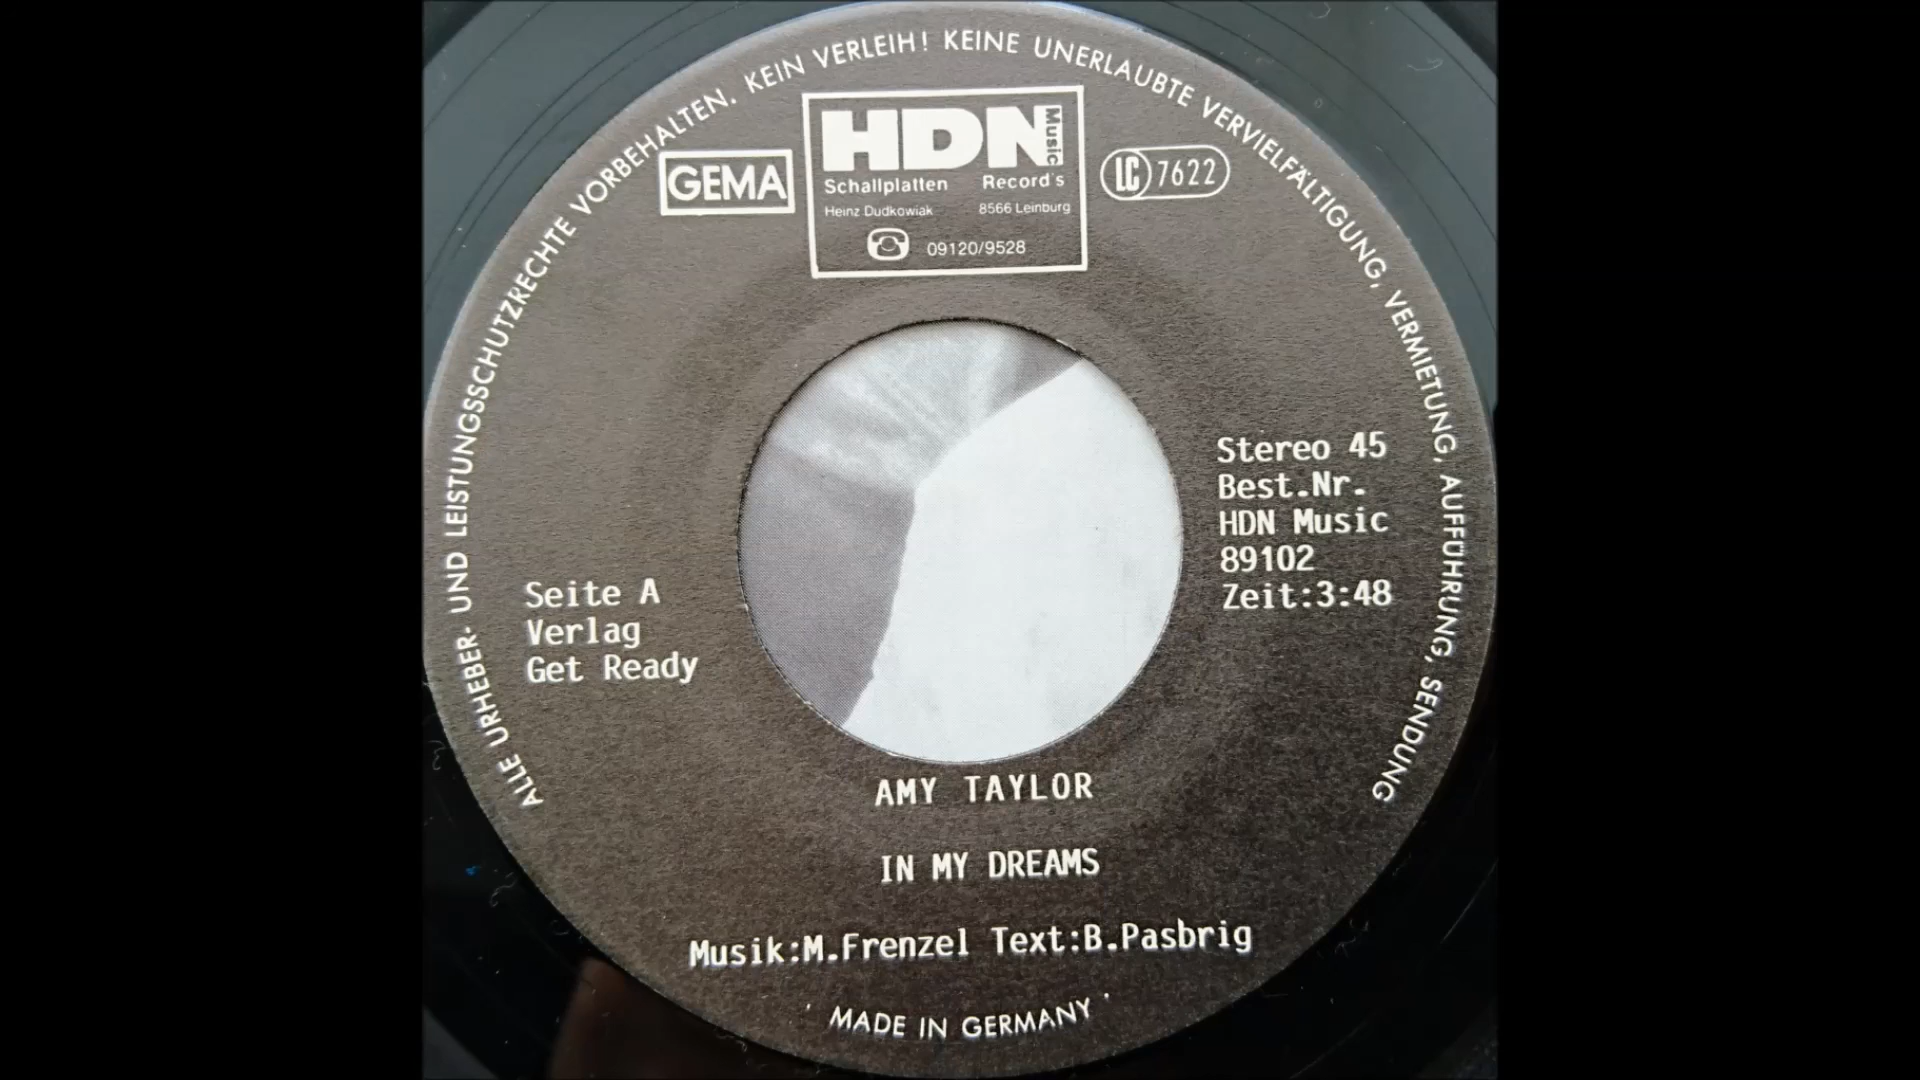 ALLE URHEBER- UND LEISTUNGSSCHUTZRECHTE VORBEHALTEN. KEIN VERLEIH! KEINE UNERLAUBTE VERVIELFÄLTIGUNG, VERMIETUNG, AUFFÜHRUNG, SENDUNG
GEMA
HDN Music
Schallplatten Record's
Heinz Dudkowiak 8566 Leinburg
09120/9528
LC 7622
Stereo 45
Best.Nr.
HDN Music
89102
Zeit:3:48
Seite A
Verlag
Get Ready
AMY TAYLOR
IN MY DREAMS
Musik:M.Frenzel Text:B.Pasbrig
MADE IN GERMANY